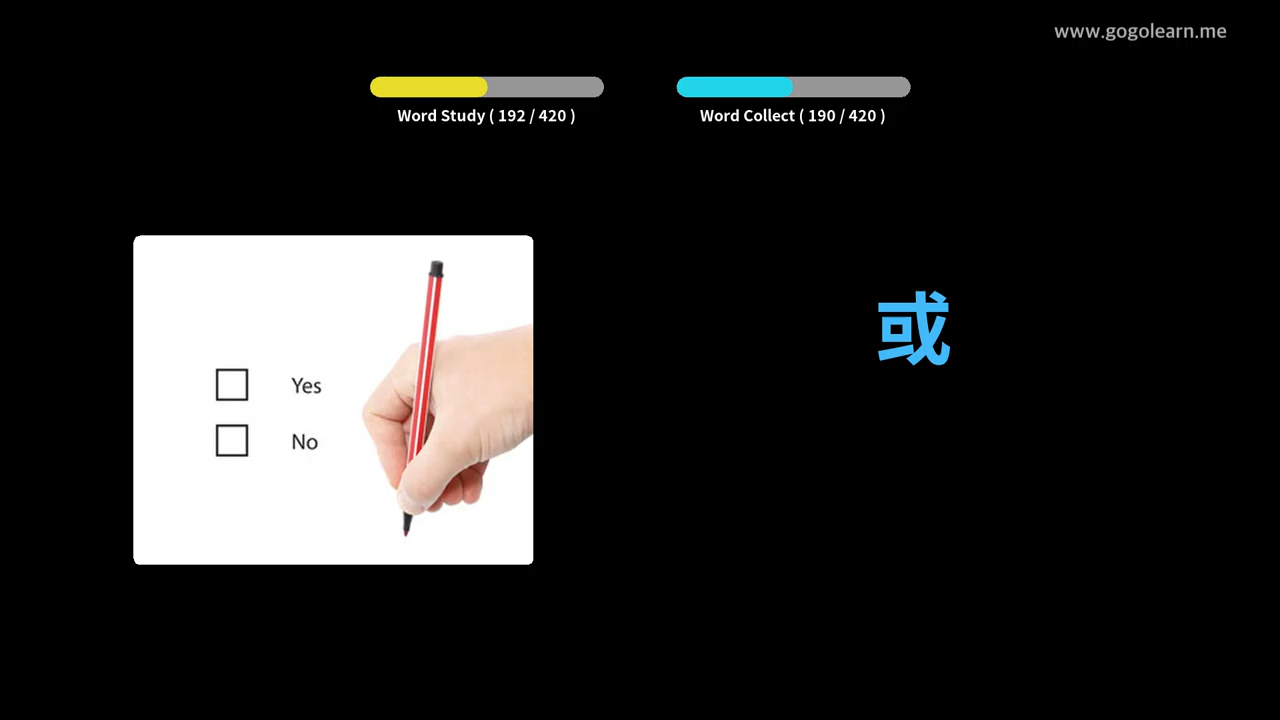 www.gogolearn.me
Word Study ( 192 / 420 )
Word Collect ( 190 / 420 )
Yes
No
或